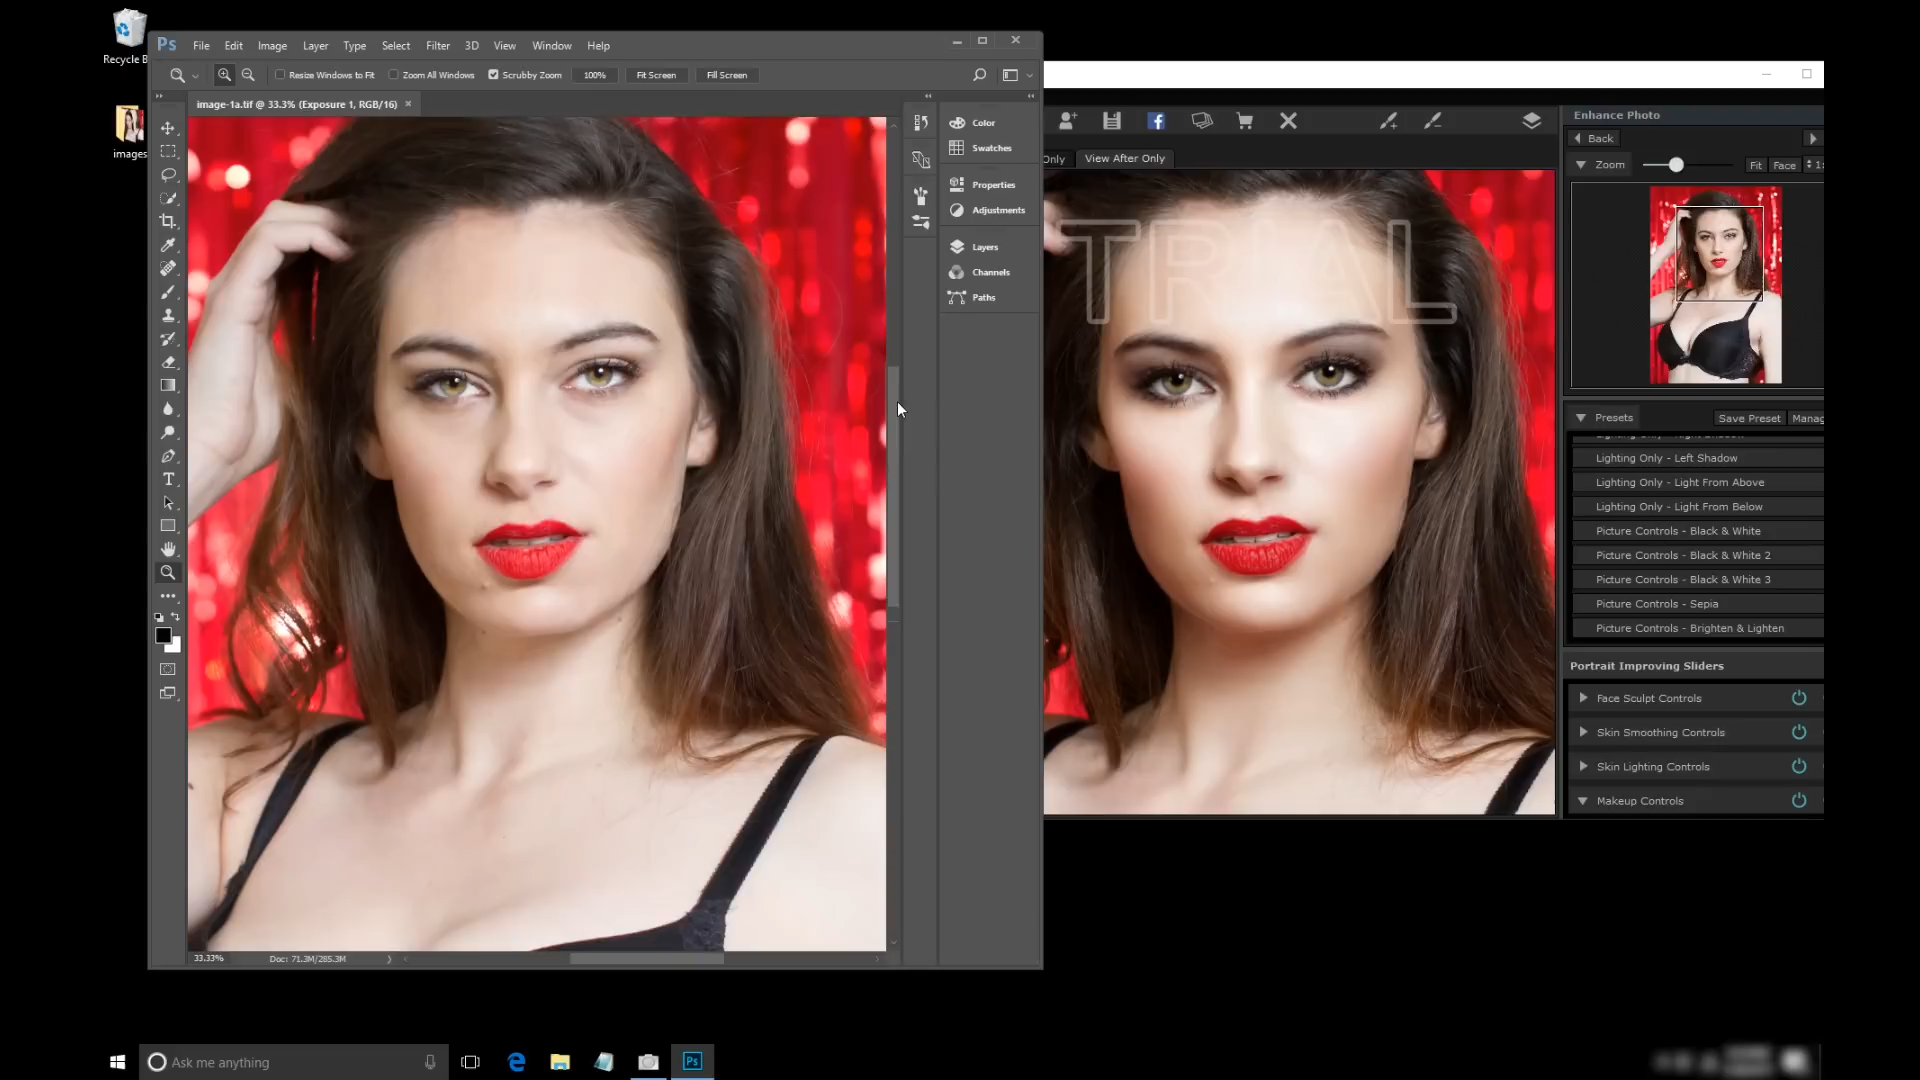 Recycle B
images
Ps File Edit Image Layer Type Select Filter 3D View Window Help
Resize Windows to Fit Zoom All Windows Scrubby Zoom 100% Fit Screen Fill Screen
image-1a.tif @ 33.3% (Exposure 1, RGB/16) ×
Color
Swatches
Properties
Adjustments
Layers
Channels
Paths
33.33% Doc: 71.3M/285.3M
Only View After Only
TRIAL
Enhance Photo
Back
Zoom Fit Face 1:
Presets Save Preset Manag
Lighting Only - Left Shadow
Lighting Only - Light From Above
Lighting Only - Light From Below
Picture Controls - Black & White
Picture Controls - Black & White 2
Picture Controls - Black & White 3
Picture Controls - Sepia
Picture Controls - Brighten & Lighten
Portrait Improving Sliders
Face Sculpt Controls
Skin Smoothing Controls
Skin Lighting Controls
Makeup Controls
Ask me anything
Ps